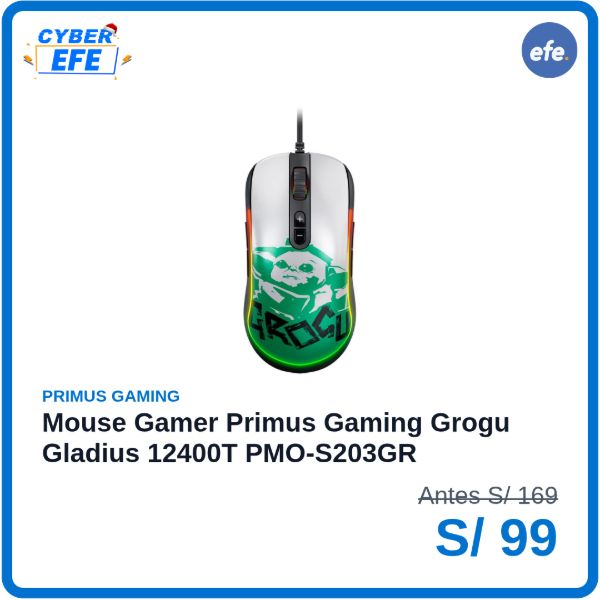 CYBER
EFE
efe.
GROGU
PRIMUS GAMING
Mouse Gamer Primus Gaming Grogu
Gladius 12400T PMO-S203GR
Antes S/ 169
S/ 99